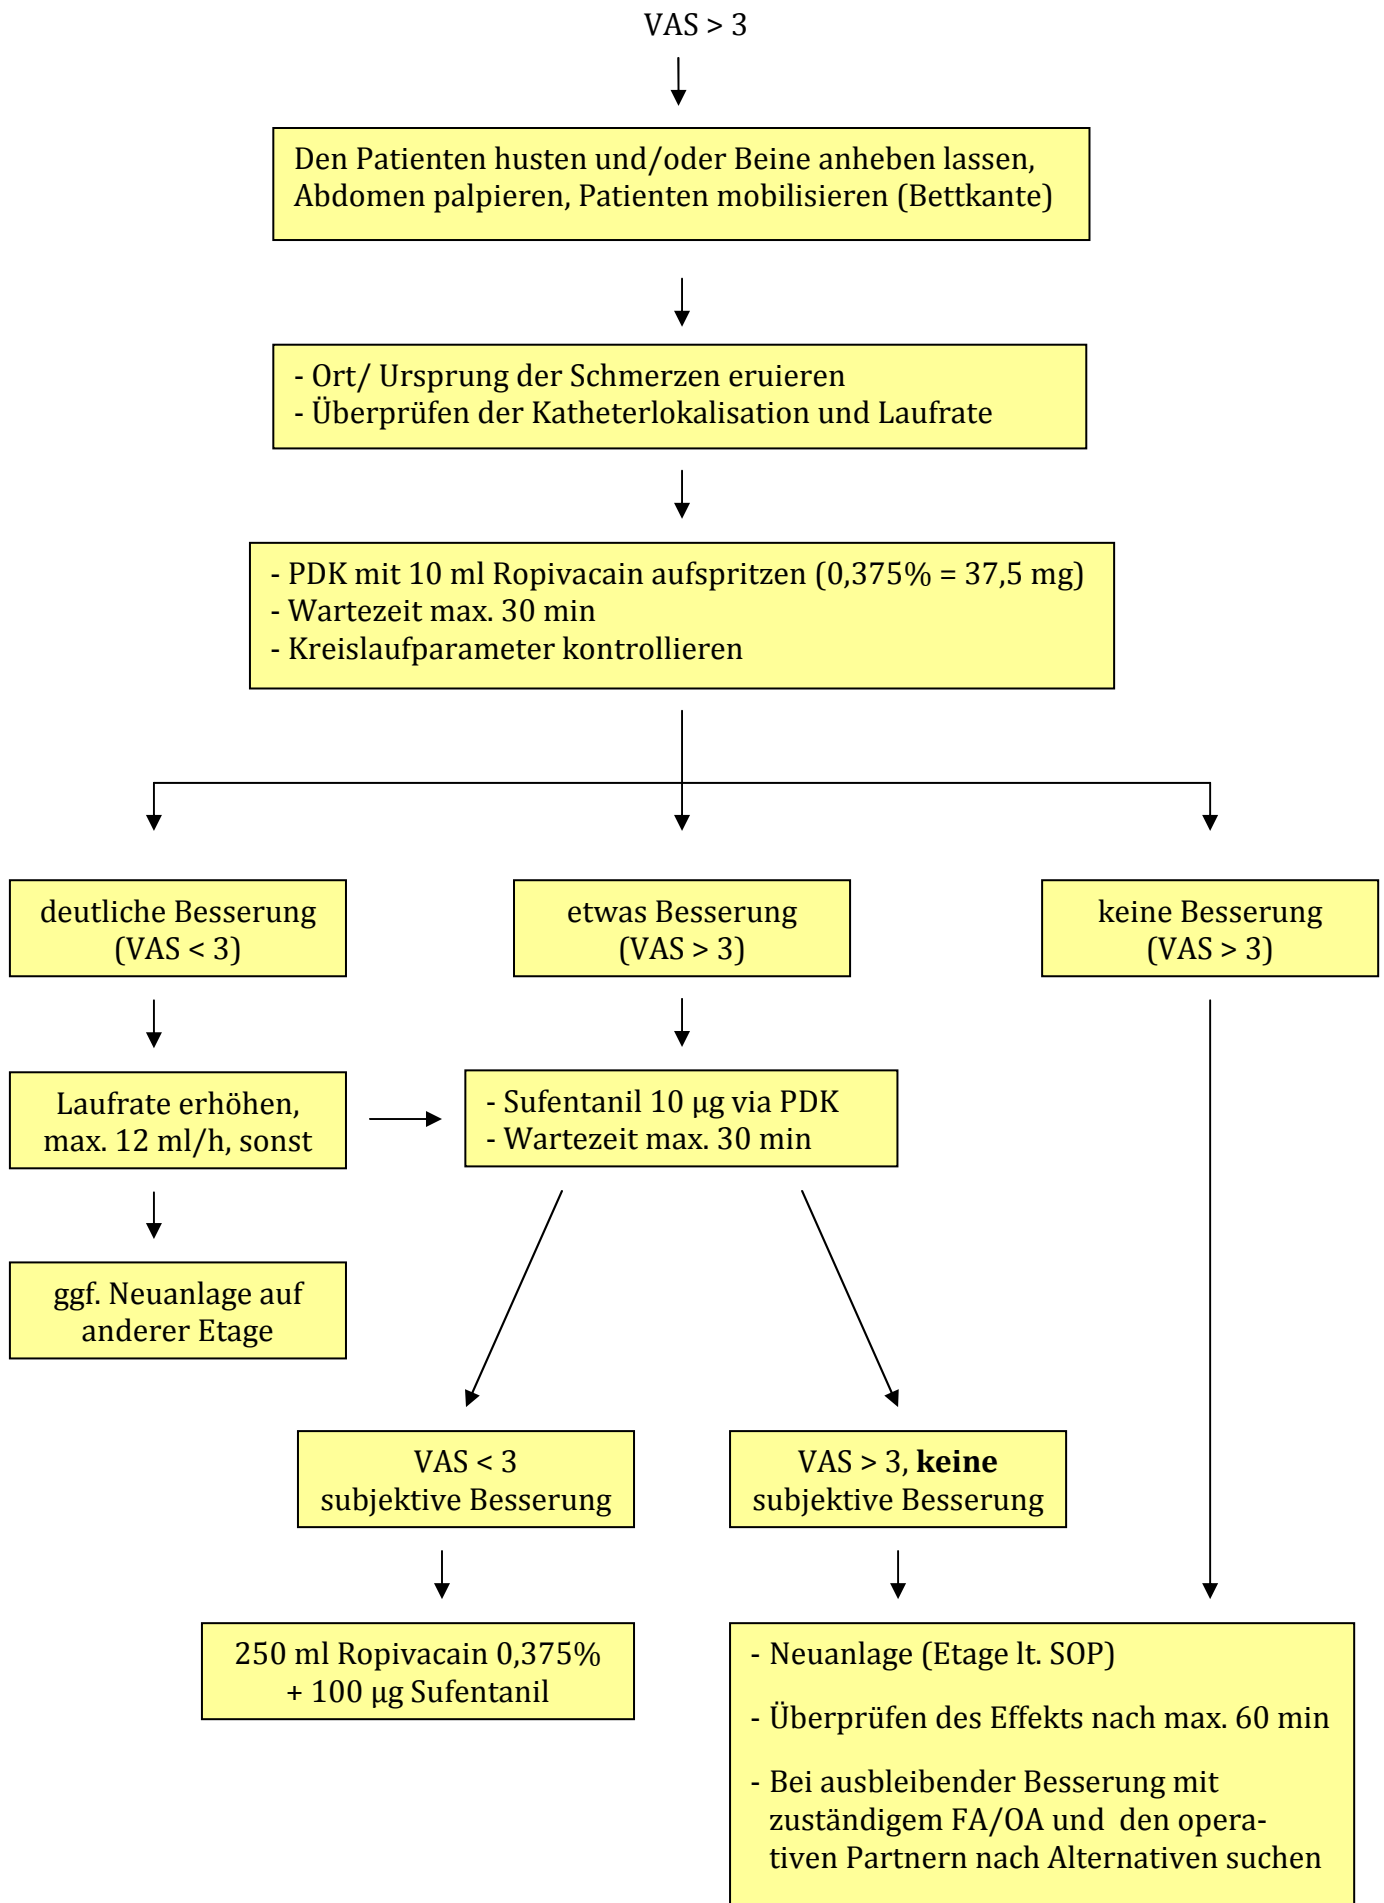 VAS > 3
Den Patienten husten und/oder Beine anheben lassen,
Abdomen palpieren, Patienten mobilisieren (Bettkante)
- Ort/ Ursprung der Schmerzen eruieren
- Überprüfen der Katheterlokalisation und Laufrate
- PDK mit 10 ml Ropivacain aufspritzen (0,375% = 37,5 mg)
- Wartezeit max. 30 min
- Kreislaufparameter kontrollieren
deutliche Besserung
(VAS < 3)
etwas Besserung
(VAS > 3)
keine Besserung
(VAS > 3)
Laufrate erhöhen,
max. 12 ml/h, sonst
- Sufentanil 10 µg via PDK
- Wartezeit max. 30 min
ggf. Neuanlage auf
anderer Etage
VAS < 3
subjektive Besserung
VAS > 3, keine
subjektive Besserung
250 ml Ropivacain 0,375%
+ 100 µg Sufentanil
- Neuanlage (Etage lt. SOP)
- Überprüfen des Effekts nach max. 60 min
- Bei ausbleibender Besserung mit
zuständigem FA/OA und  den opera-
tiven Partnern nach Alternativen suchen